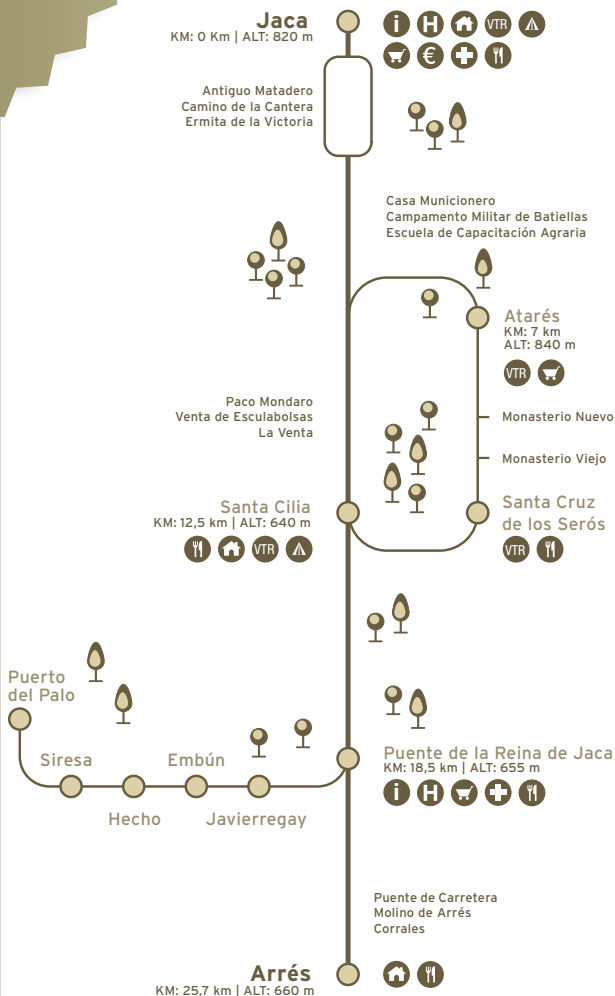 Jaca
KM: 0 Km | ALT: 820 m
i H VTR
€
Antiguo Matadero
Camino de la Cantera
Ermita de la Victoria
Casa Municionero
Campamento Militar de Batiellas
Escuela de Capacitación Agraria
Atarés
KM: 7 km
ALT: 840 m
VTR
Paco Mondaro
Venta de Esculabolsas
La Venta
Monasterio Nuevo
Monasterio Viejo
Santa Cilia
KM: 12,5 km | ALT: 640 m
VTR
Santa Cruz
de los Serós
VTR
Puerto
del Palo
Siresa
Embún
Hecho
Javierregay
Puente de la Reina de Jaca
KM: 18,5 km | ALT: 655 m
i H
Puente de Carretera
Molino de Arrés
Corrales
Arrés
KM: 25,7 km | ALT: 660 m